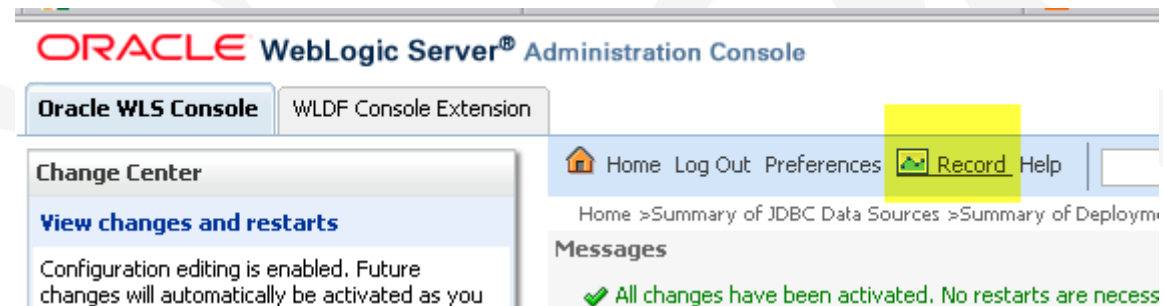 ORACLE WebLogic Server® Administration Console
Oracle WLS Console WLDF Console Extension
Change Center
View changes and restarts
Configuration editing is enabled. Future
changes will automatically be activated as you
Home Log Out Preferences Record Help
Home >Summary of JDBC Data Sources >Summary of
Messages
All changes have been activated. No restarts are